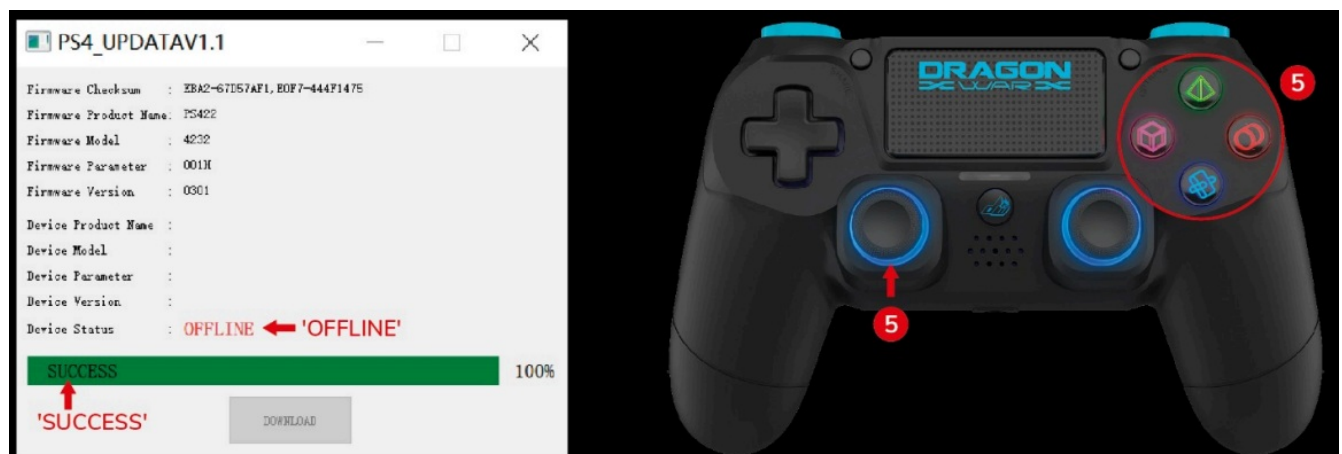 PS4_UPDATAV1.1
Firmware Checksum : EBA2-67D57AF1,E0F7-444F1475
Firmware Product Name: PS422
Firmware Model : 4232
Firmware Parameter : 001H
Firmware Version : 0301
Device Product Name :
Device Model :
Device Parameter :
Device Version :
Device Status : OFFLINE 'OFFLINE'
SUCCESS 100%
'SUCCESS'
DOWNLOAD
DRAGON
WAR
5
5